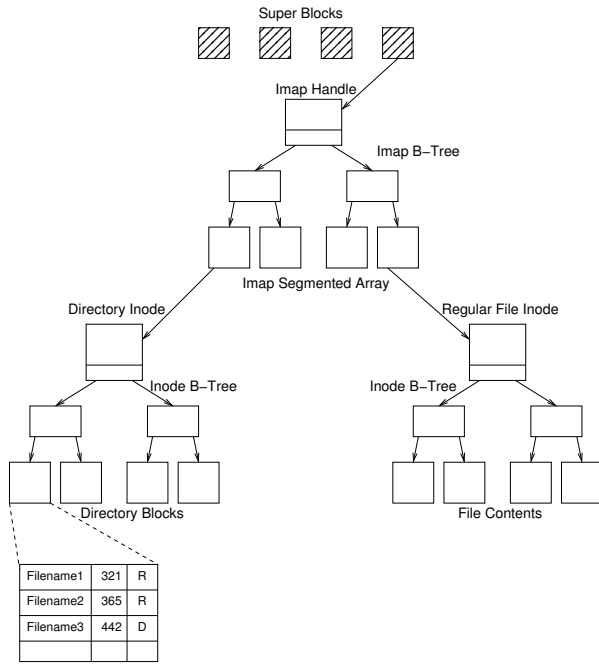 Super Blocks
Imap Handle
Imap B−Tree
Imap Segmented Array
Directory Inode
Regular File Inode
Inode B−Tree
Inode B−Tree
Directory Blocks
File Contents
Filename1 321 R
Filename2 365 R
Filename3 442 D